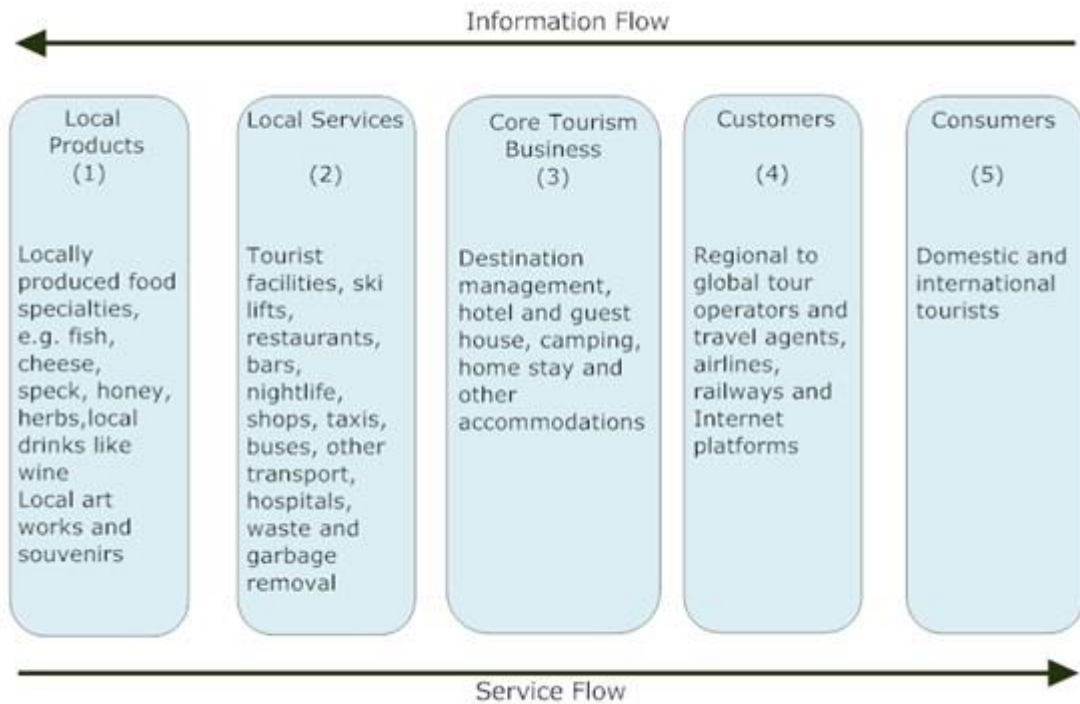 Information Flow
Local
Products
(1)
Locally
produced food
specialties,
e.g. fish,
cheese,
speck, honey,
herbs,local
drinks like
wine
Local art
works and
souvenirs
Local Services
(2)
Tourist
facilities, ski
lifts,
restaurants,
bars,
nightlife,
shops, taxis,
buses, other
transport,
hospitals,
waste and
garbage
removal
Core Tourism
Business
(3)
Destination
management,
hotel and guest
house, camping,
home stay and
other
accommodations
Customers
(4)
Regional to
global tour
operators and
travel agents,
airlines,
railways and
Internet
platforms
Consumers
(5)
Domestic and
international
tourists
Service Flow